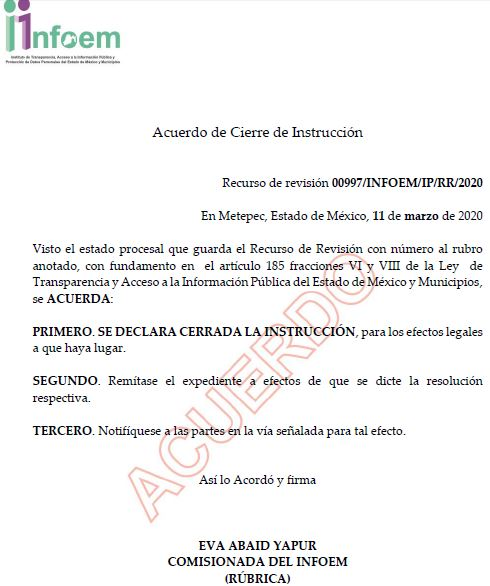 infoem
Instituto de Transparencia, Acceso a la Información Pública y
Protección de Datos Personales del Estado de México y Municipios
Acuerdo de Cierre de Instrucción
Recurso de revisión 00997/INFOEM/IP/RR/2020
En Metepec, Estado de México, 11 de marzo de 2020
Visto el estado procesal que guarda el Recurso de Revisión con número al rubro
anotado, con fundamento en el artículo 185 fracciones VI y VIII de la Ley de
Transparencia y Acceso a la Información Pública del Estado de México y Municipios,
se ACUERDA:
PRIMERO. SE DECLARA CERRADA LA INSTRUCCIÓN, para los efectos legales
a que haya lugar.
SEGUNDO. Remítase el expediente a efectos de que se dicte la resolución
respectiva.
TERCERO. Notifíquese a las partes en la vía señalada para tal efecto.
ACUERDO
Así lo Acordó y firma
EVA ABAID YAPUR
COMISIONADA DEL INFOEM
(RÚBRICA)